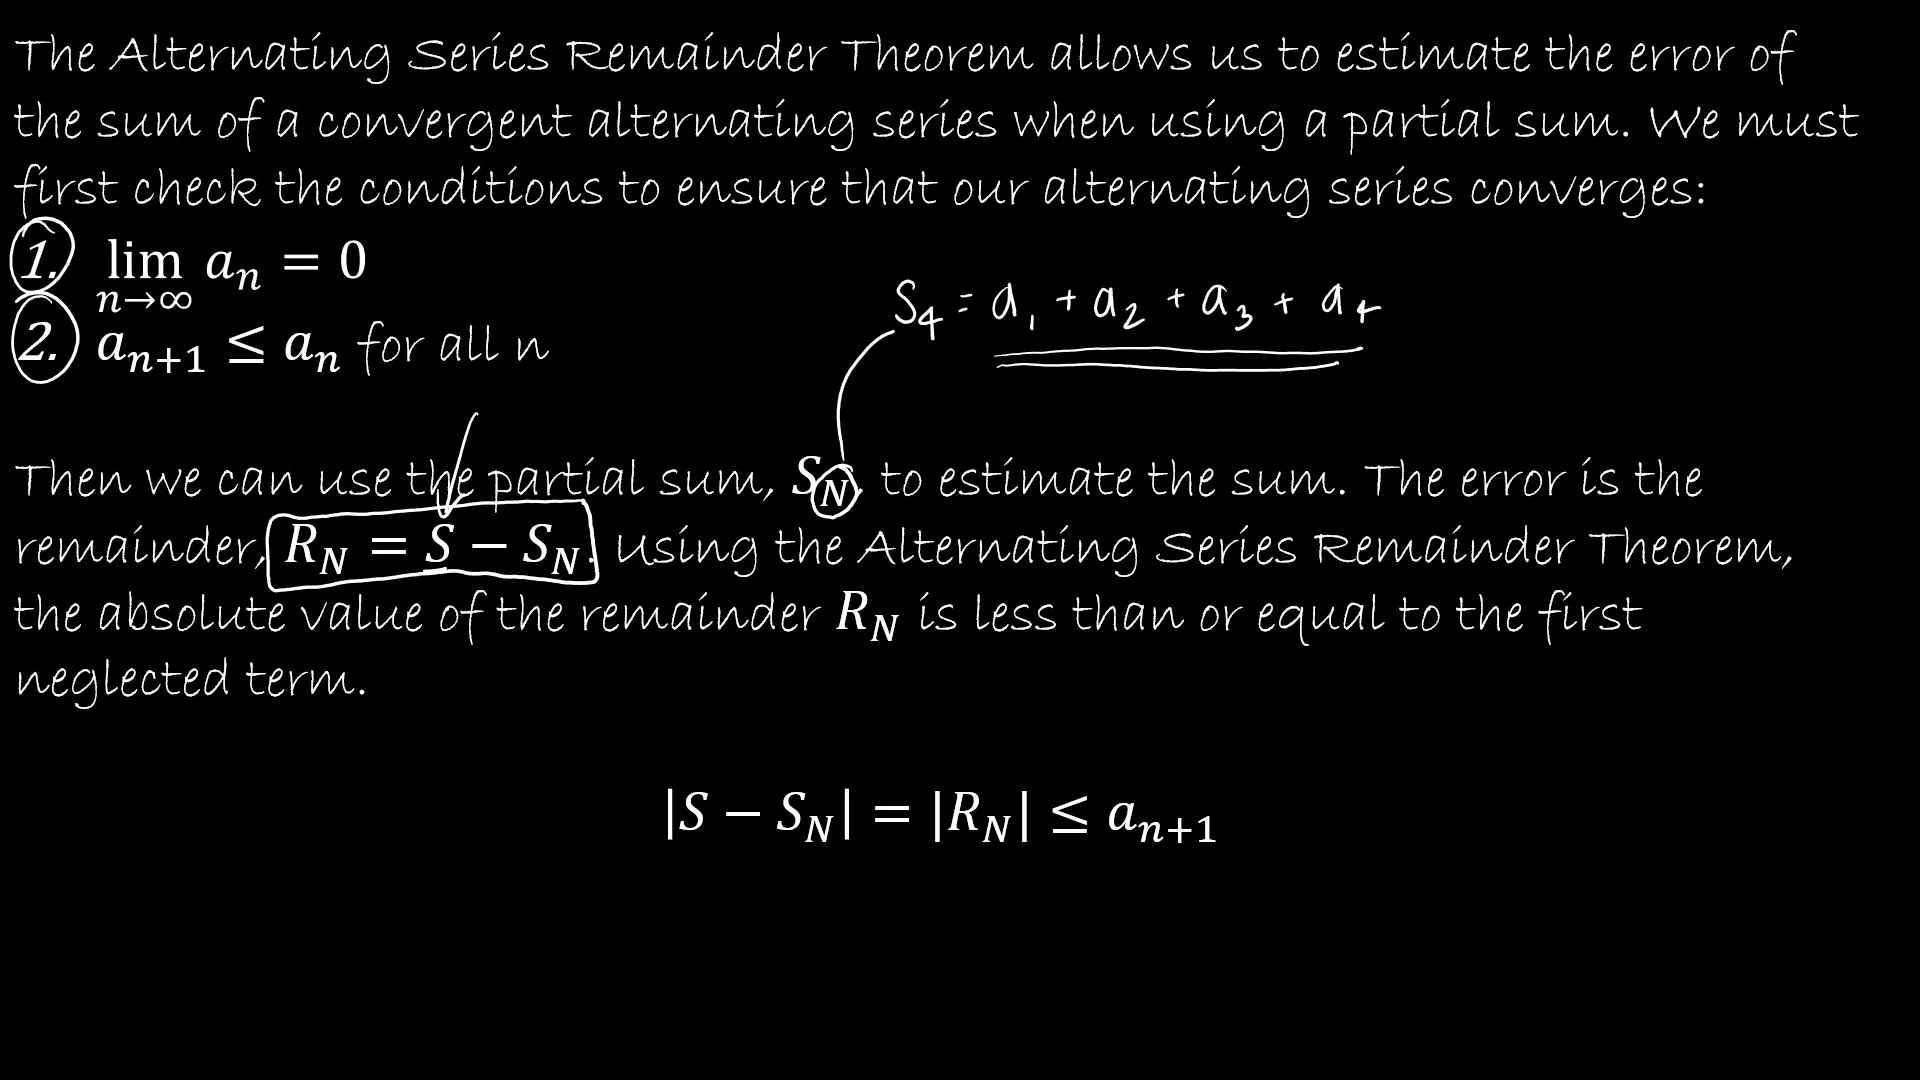 The Alternating Series Remainder Theorem allows us to estimate the error of
the sum of a convergent alternating series when using a partial sum. We must
first check the conditions to ensure that our alternating series converges:
1. lim n→∞ aₙ = 0
2. aₙ₊₁ ≤ aₙ for all n
S₄ = a₁ + a₂ + a₃ + a₄
Then we can use the partial sum, S_N, to estimate the sum. The error is the
remainder, R_N = S − S_N. Using the Alternating Series Remainder Theorem,
the absolute value of the remainder R_N is less than or equal to the first
neglected term.
|S − S_N| = |R_N| ≤ aₙ₊₁